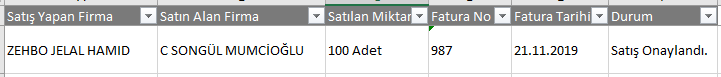 Satış Yapan Firma Satın Alan Firma Satılan Miktar Fatura No Fatura Tarihi Durum
ZEHBO JELAL HAMID C SONGÜL MUMCİOĞLU 100 Adet 987 21.11.2019 Satış Onaylandı.